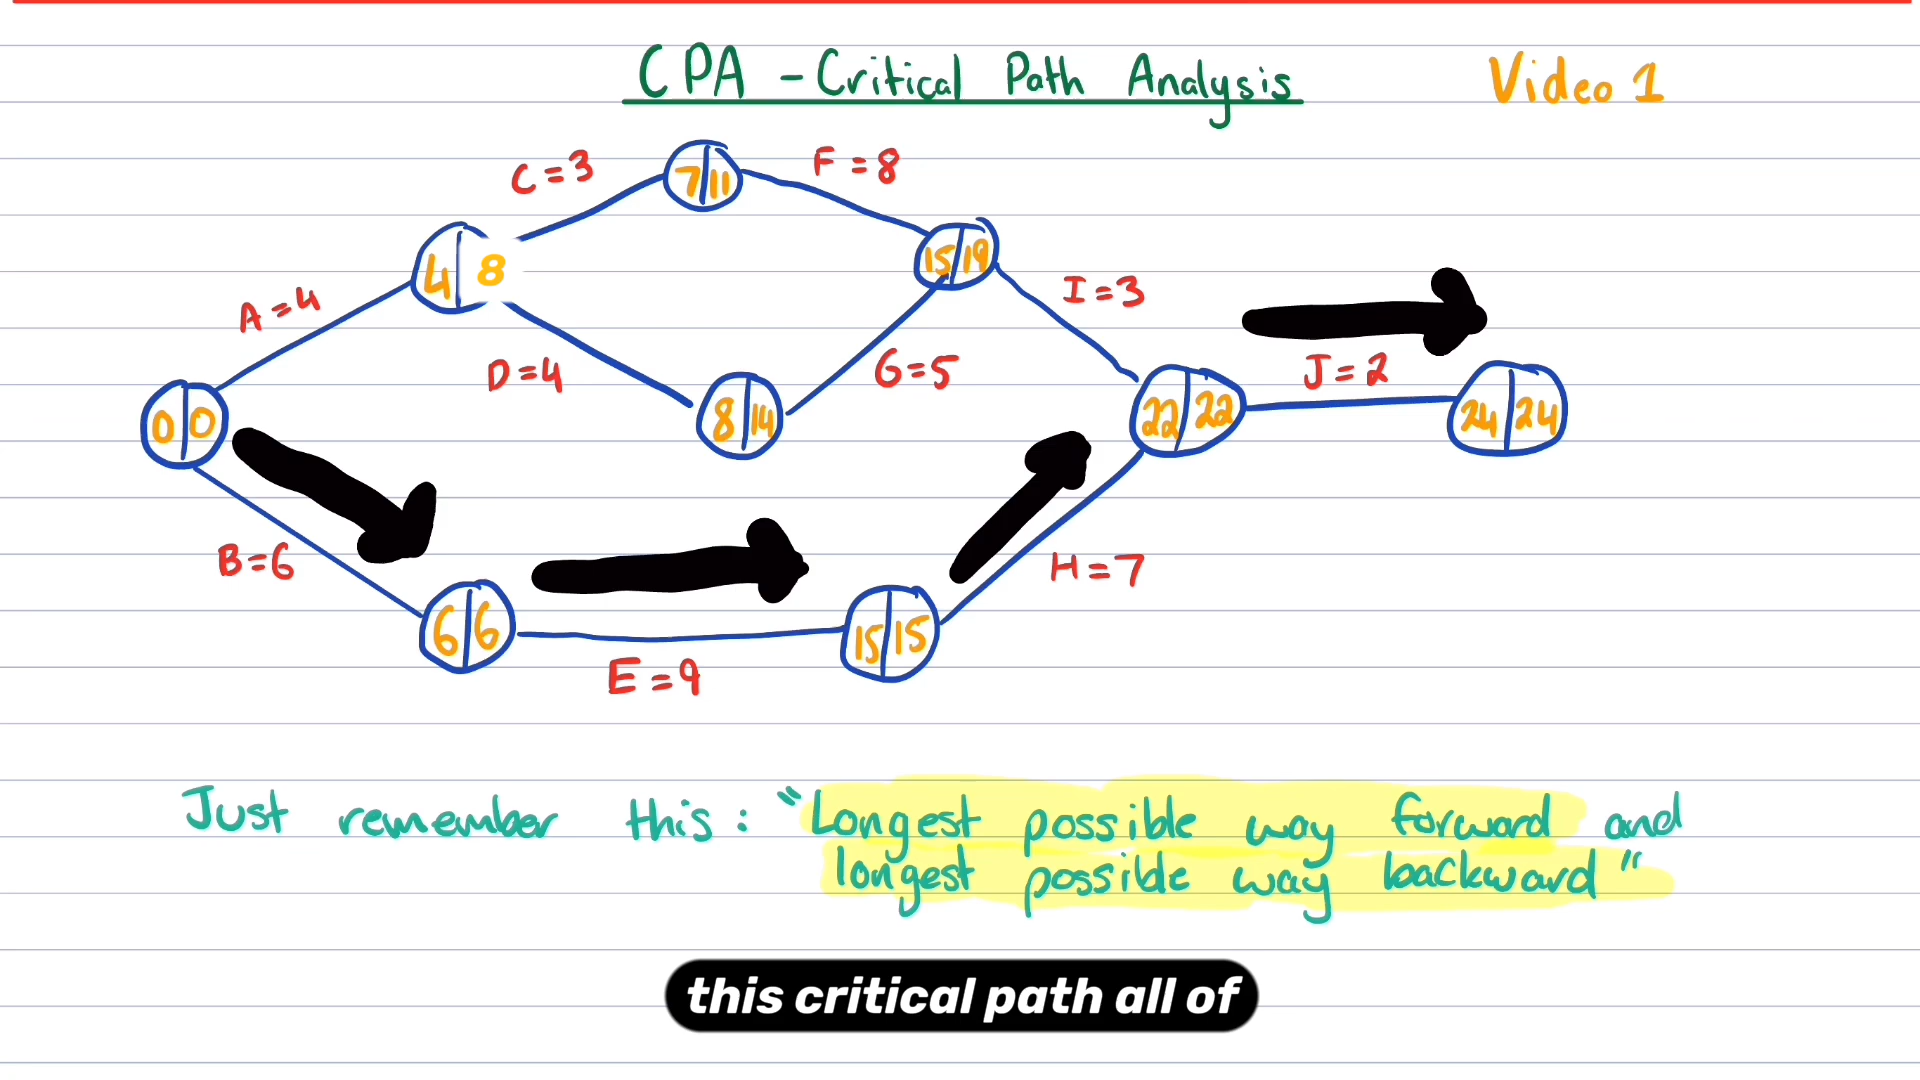 CPA - Critical Path Analysis
Video 1
C=3
F=8
7|11
4|8
15|19
A=4
I=3
D=4
G=5
J=2
0|0
8|14
22|22
24|24
B=6
H=7
6|6
15|15
E=9
Just remember this: "Longest possible way forward and
longest possible way backward"
this critical path all of